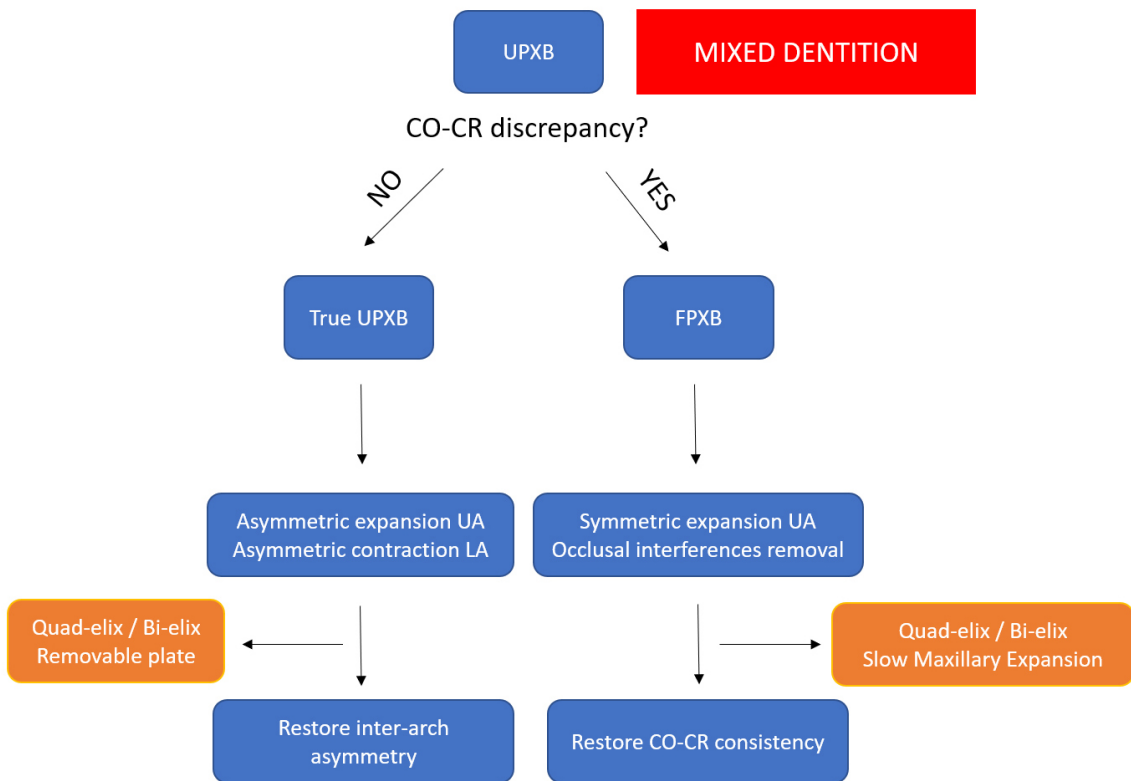 UPXB
MIXED DENTITION
CO-CR discrepancy?
NO
YES
True UPXB
FPXB
Asymmetric expansion UA
Asymmetric contraction LA
Symmetric expansion UA
Occlusal interferences removal
Quad-elix / Bi-elix
Removable plate
Quad-elix / Bi-elix
Slow Maxillary Expansion
Restore inter-arch
asymmetry
Restore CO-CR consistency